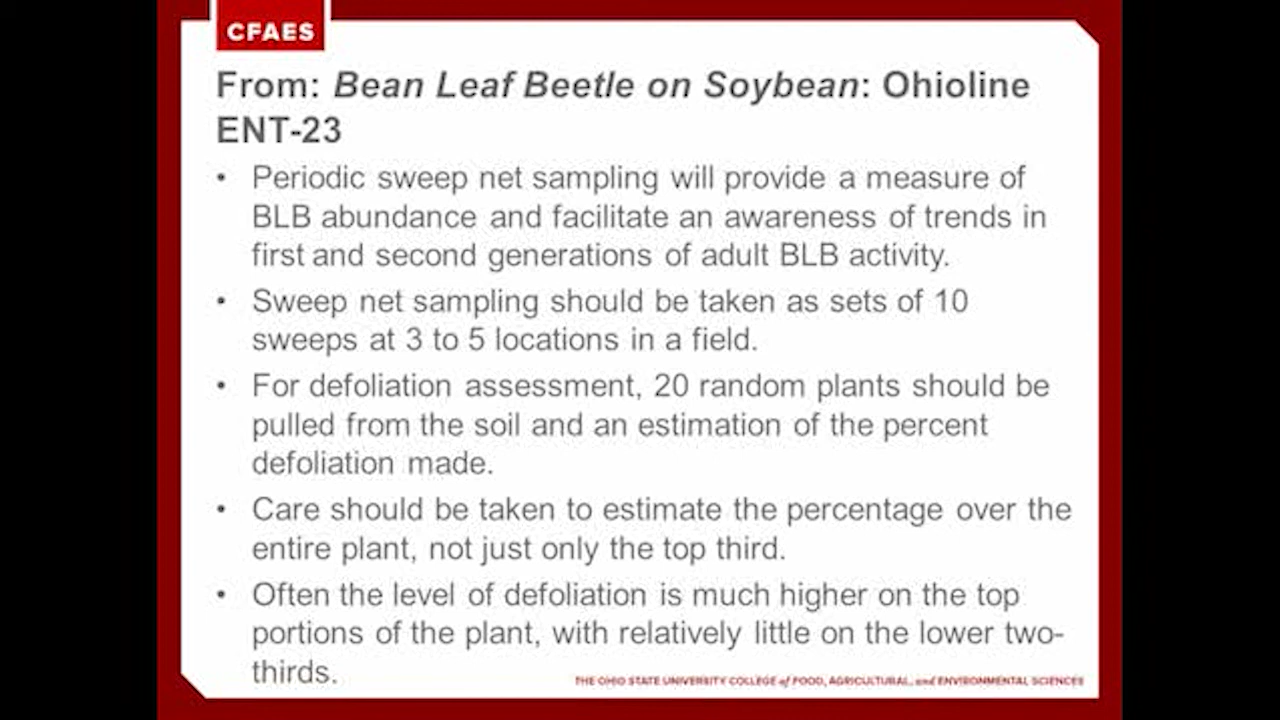 CFAES
From: Bean Leaf Beetle on Soybean: Ohioline
ENT-23
• Periodic sweep net sampling will provide a measure of
BLB abundance and facilitate an awareness of trends in
first and second generations of adult BLB activity.
• Sweep net sampling should be taken as sets of 10
sweeps at 3 to 5 locations in a field.
• For defoliation assessment, 20 random plants should be
pulled from the soil and an estimation of the percent
defoliation made.
• Care should be taken to estimate the percentage over the
entire plant, not just only the top third.
• Often the level of defoliation is much higher on the top
portions of the plant, with relatively little on the lower two-
thirds.
THE OHIO STATE UNIVERSITY COLLEGE of FOOD, AGRICULTURAL, and ENVIRONMENTAL SCIENCES